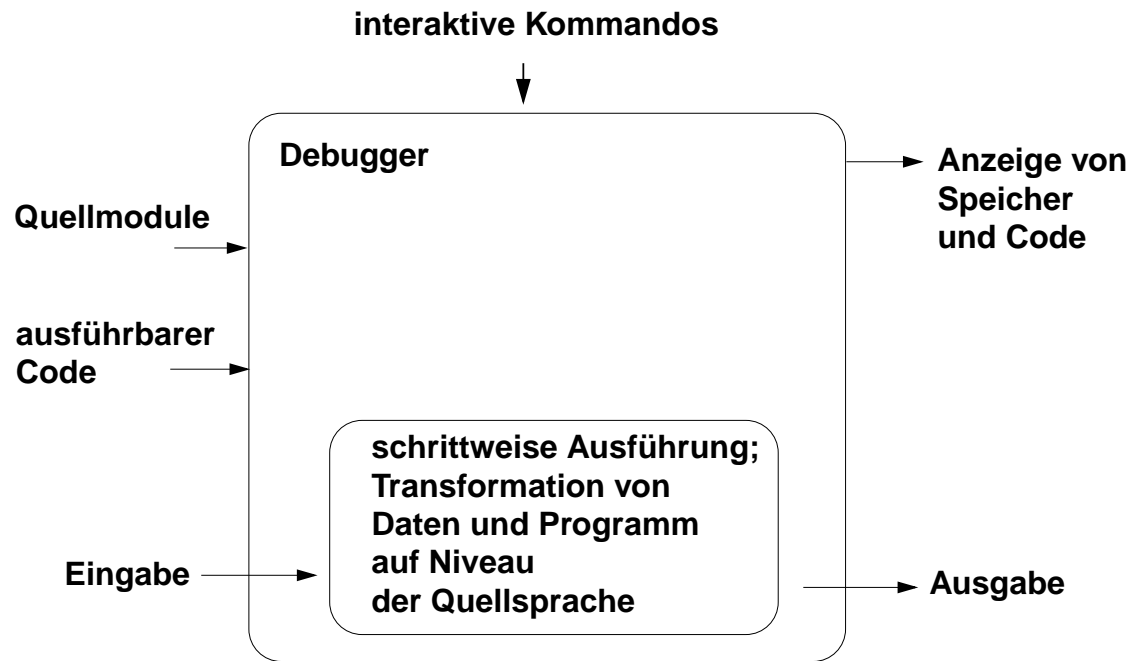 interaktive Kommandos
Debugger
Anzeige von
Speicher
und Code
Quellmodule
ausführbarer
Code
schrittweise Ausführung;
Transformation von
Daten und Programm
auf Niveau
der Quellsprache
Eingabe
Ausgabe